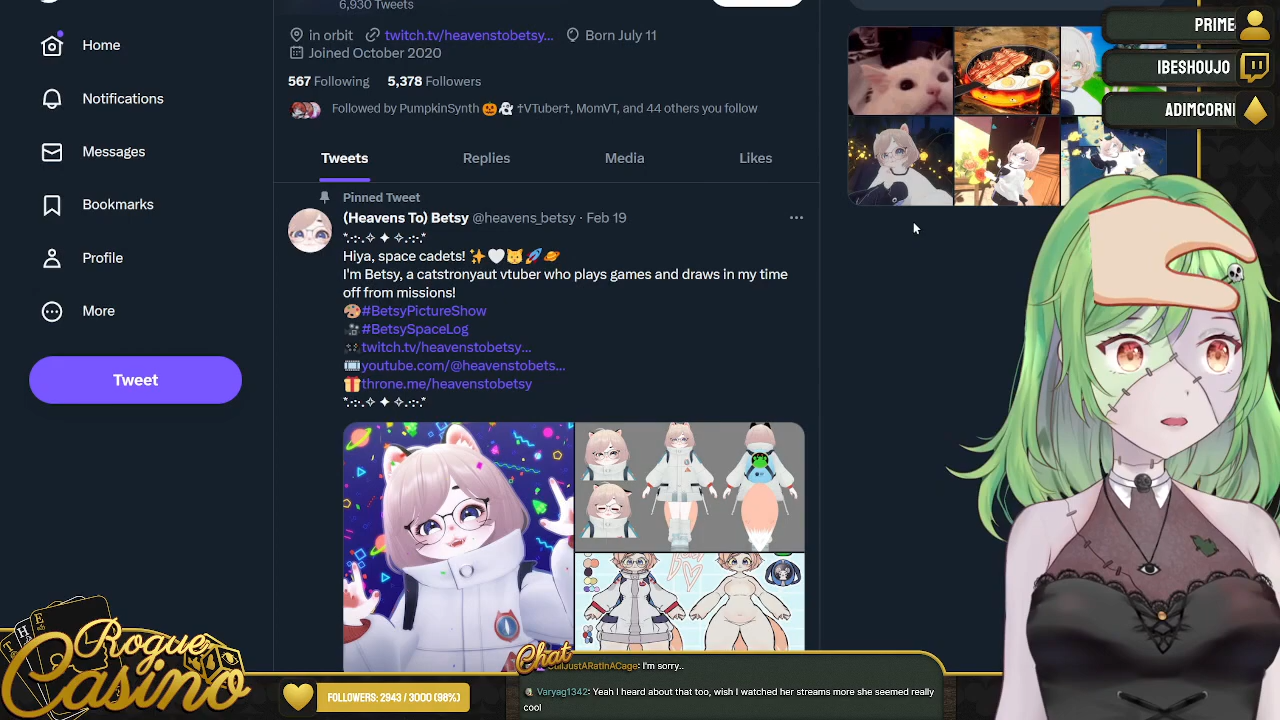 6,930 Tweets
in orbit twitch.tv/heavenstobetsy... Born July 11
Joined October 2020
567 Following 5,378 Followers
Followed by PumpkinSynth 🎃👻 ✝VTuber✝, MomVT, and 44 others you follow
Tweets Replies Media Likes
Pinned Tweet
(Heavens To) Betsy @heavens_betsy · Feb 19
*.·:·.✧ ✦ ✧.·:·.*
Hiya, space cadets! ✨🤍🐱🚀🪐
I'm Betsy, a catstronyaut vtuber who plays games and draws in my time
off from missions!
🎨#BetsyPictureShow
🎥#BetsySpaceLog
🎮twitch.tv/heavenstobetsy...
🎞️youtube.com/@heavenstobets...
🎁throne.me/heavenstobetsy
*.·:·.✧ ✦ ✧.·:·.*
Home
Notifications
Messages
Bookmarks
Profile
More
Tweet
PRIME
IBESHOUJO
ADIMCORNI
Rogue
Casino
FOLLOWERS: 2943 / 3000 (98%)
Chat
StillJustARatInACage: I'm sorry..
Varyag1342: Yeah I heard about that too, wish I watched her streams more she seemed really
cool